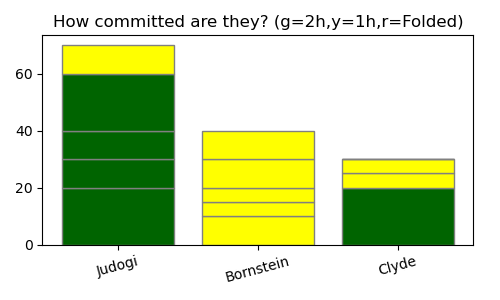 How committed are they? (g=2h,y=1h,r=Folded)
60
40
20
0
Judogi
Bornstein
Clyde